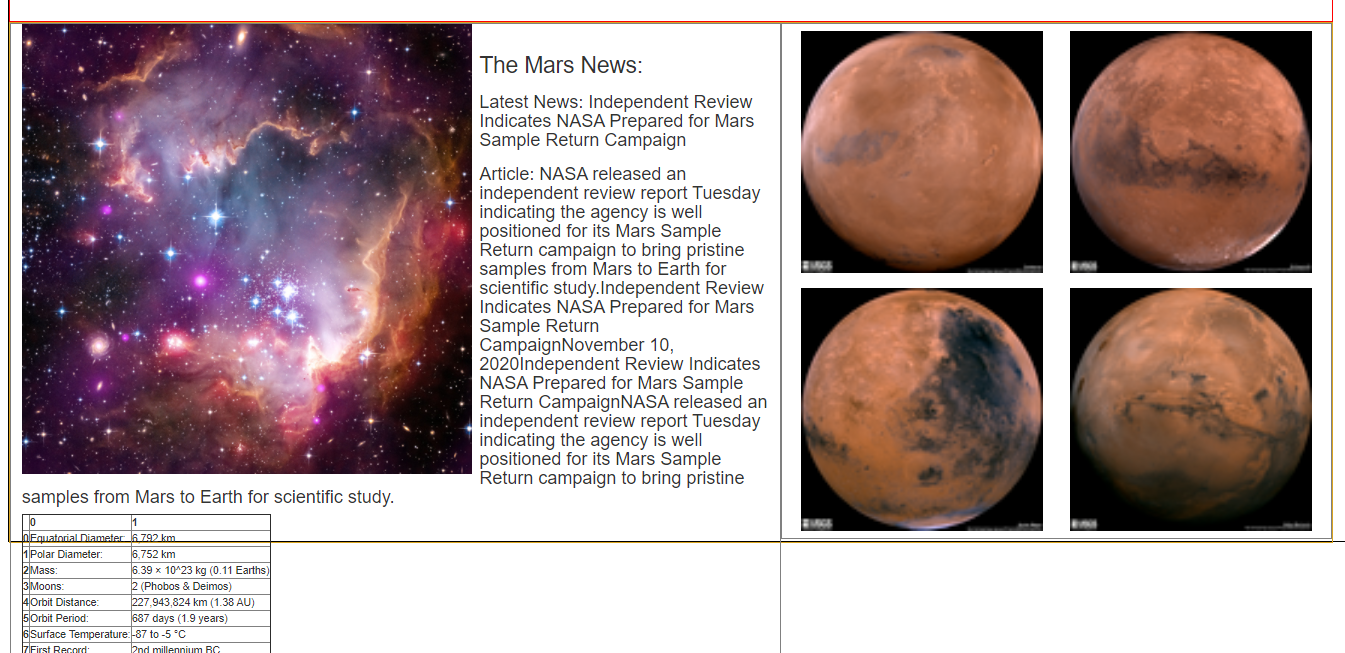 The Mars News:
Latest News: Independent Review
Indicates NASA Prepared for Mars
Sample Return Campaign
Article: NASA released an
independent review report Tuesday
indicating the agency is well
positioned for its Mars Sample
Return campaign to bring pristine
samples from Mars to Earth for
scientific study.Independent Review
Indicates NASA Prepared for Mars
Sample Return
CampaignNovember 10,
2020Independent Review Indicates
NASA Prepared for Mars Sample
Return CampaignNASA released an
independent review report Tuesday
indicating the agency is well
positioned for its Mars Sample
Return campaign to bring pristine
samples from Mars to Earth for scientific study.
0 1
0 Equatorial Diameter: 6,792 km
1 Polar Diameter: 6,752 km
2 Mass: 6.39 × 10^23 kg (0.11 Earths)
3 Moons: 2 (Phobos & Deimos)
4 Orbit Distance: 227,943,824 km (1.38 AU)
5 Orbit Period: 687 days (1.9 years)
6 Surface Temperature: -87 to -5 °C
7 First Record: 2nd millennium BC
USGS
USGS
USGS
USGS